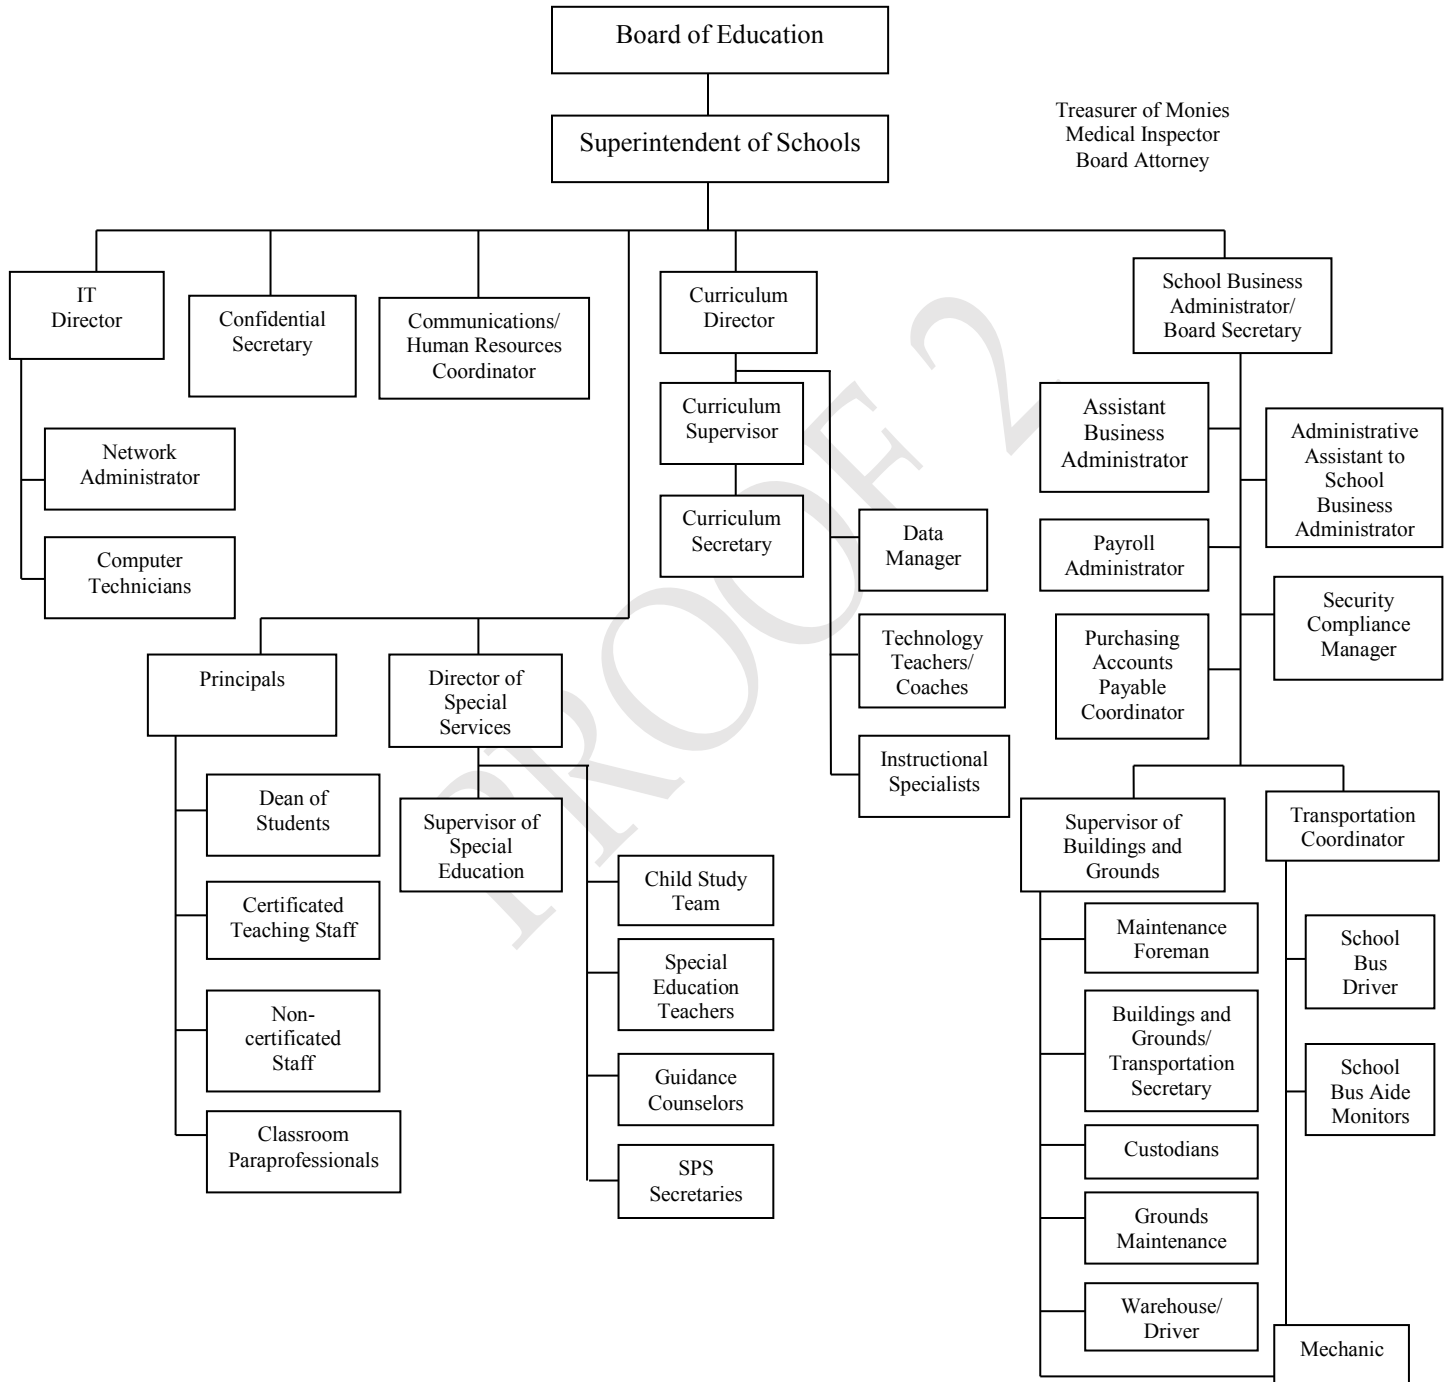 Board of Education
Superintendent of Schools
Treasurer of Monies
Medical Inspector
Board Attorney
IT
Director
Confidential
Secretary
Communications/
Human Resources
Coordinator
Curriculum
Director
School Business
Administrator/
Board Secretary
Network
Administrator
Computer
Technicians
Curriculum
Supervisor
Curriculum
Secretary
Data
Manager
Technology
Teachers/
Coaches
Instructional
Specialists
Assistant
Business
Administrator
Administrative
Assistant to
School
Business
Administrator
Payroll
Administrator
Security
Compliance
Manager
Purchasing
Accounts
Payable
Coordinator
Principals
Director of
Special
Services
Dean of
Students
Certificated
Teaching Staff
Non-
certificated
Staff
Classroom
Paraprofessionals
Supervisor of
Special
Education
Child Study
Team
Special
Education
Teachers
Guidance
Counselors
SPS
Secretaries
Supervisor of
Buildings and
Grounds
Transportation
Coordinator
Maintenance
Foreman
Buildings and
Grounds/
Transportation
Secretary
Custodians
Grounds
Maintenance
Warehouse/
Driver
School
Bus
Driver
School
Bus Aide
Monitors
Mechanic
PROOF 2